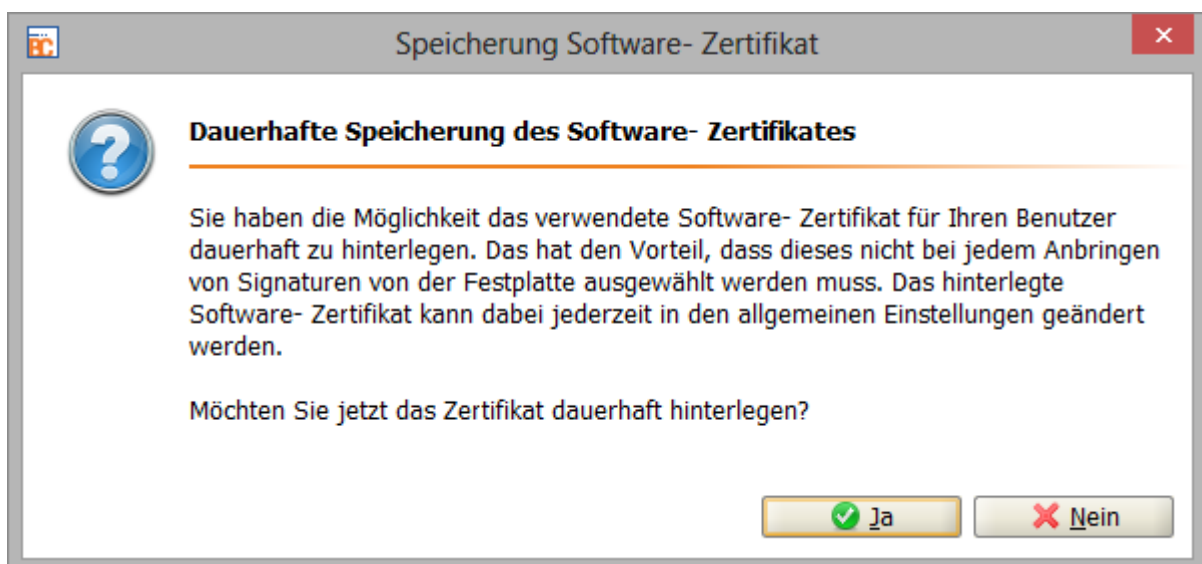 BC
Speicherung Software- Zertifikat
Dauerhafte Speicherung des Software- Zertifikates
Sie haben die Möglichkeit das verwendete Software- Zertifikat für Ihren Benutzer
dauerhaft zu hinterlegen. Das hat den Vorteil, dass dieses nicht bei jedem Anbringen
von Signaturen von der Festplatte ausgewählt werden muss. Das hinterlegte
Software- Zertifikat kann dabei jederzeit in den allgemeinen Einstellungen geändert
werden.
Möchten Sie jetzt das Zertifikat dauerhaft hinterlegen?
Ja
Nein